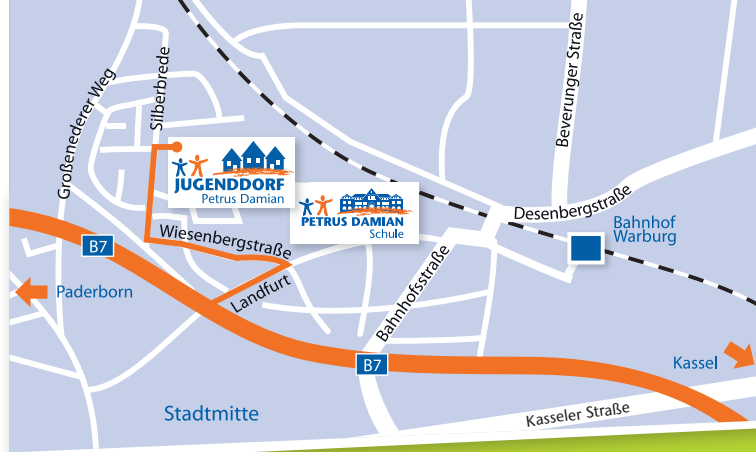 Großenederer Weg
Silberbrede
Beverunger Straße
JUGENDDORF
Petrus Damian
PETRUS DAMIAN
Schule
Desenbergstraße
Bahnhof
Warburg
Wiesenbergstraße
B7
Landfurt
Bahnhofsstraße
Paderborn
B7
Kassel
Stadtmitte
Kasseler Straße